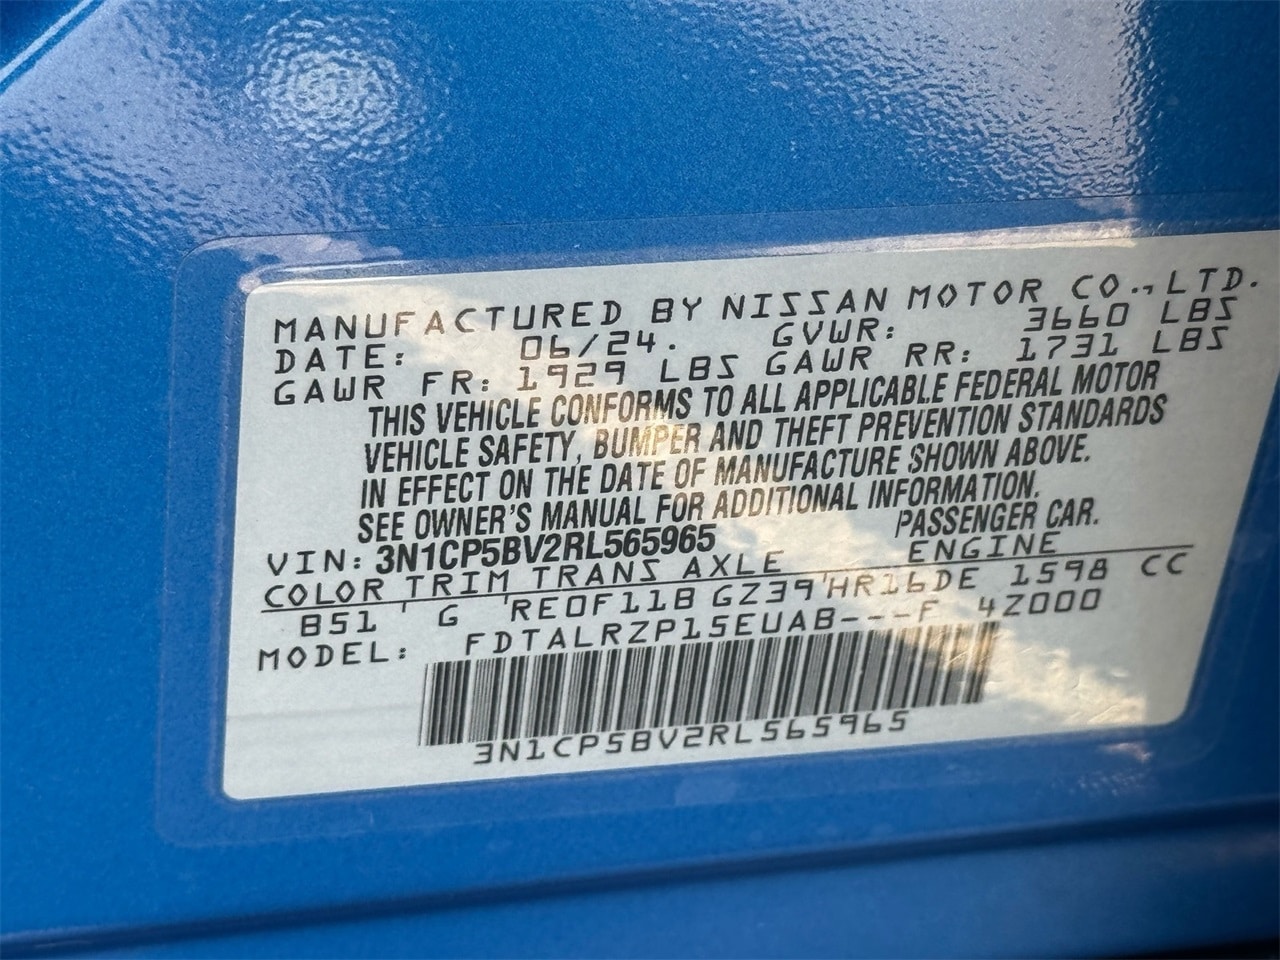 MANUFACTURED BY NISSAN MOTOR CO., LTD.
DATE: 06/24. GVWR: 3660 LBS
GAWR FR: 1929 LBS GAWR RR: 1731 LBS
THIS VEHICLE CONFORMS TO ALL APPLICABLE FEDERAL MOTOR
VEHICLE SAFETY, BUMPER AND THEFT PREVENTION STANDARDS
IN EFFECT ON THE DATE OF MANUFACTURE SHOWN ABOVE.
SEE OWNER'S MANUAL FOR ADDITIONAL INFORMATION.
VIN: 3N1CP5BV2RL565965 PASSENGER CAR.
COLOR TRIM TRANS AXLE ENGINE
B51 ' G 'RE0F11B GZ39'HR16DE 1598 CC
MODEL: FDTALRZP15EUAB---F 4Z000
3N1CP5BV2RL565965